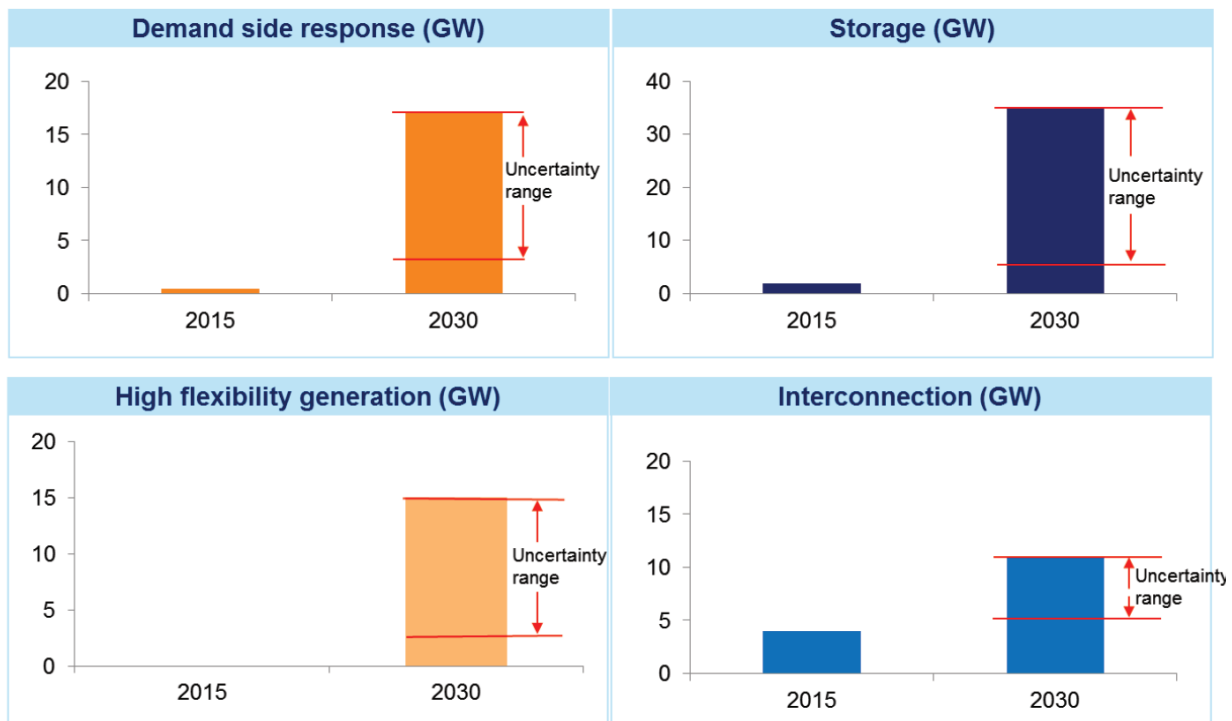 Demand side response (GW)
20
15
10
5
0
Uncertainty
range
2015
2030
Storage (GW)
40
30
20
10
0
Uncertainty
range
2015
2030
High flexibility generation (GW)
20
15
10
5
0
Uncertainty
range
2015
2030
Interconnection (GW)
20
15
10
5
0
Uncertainty
range
2015
2030